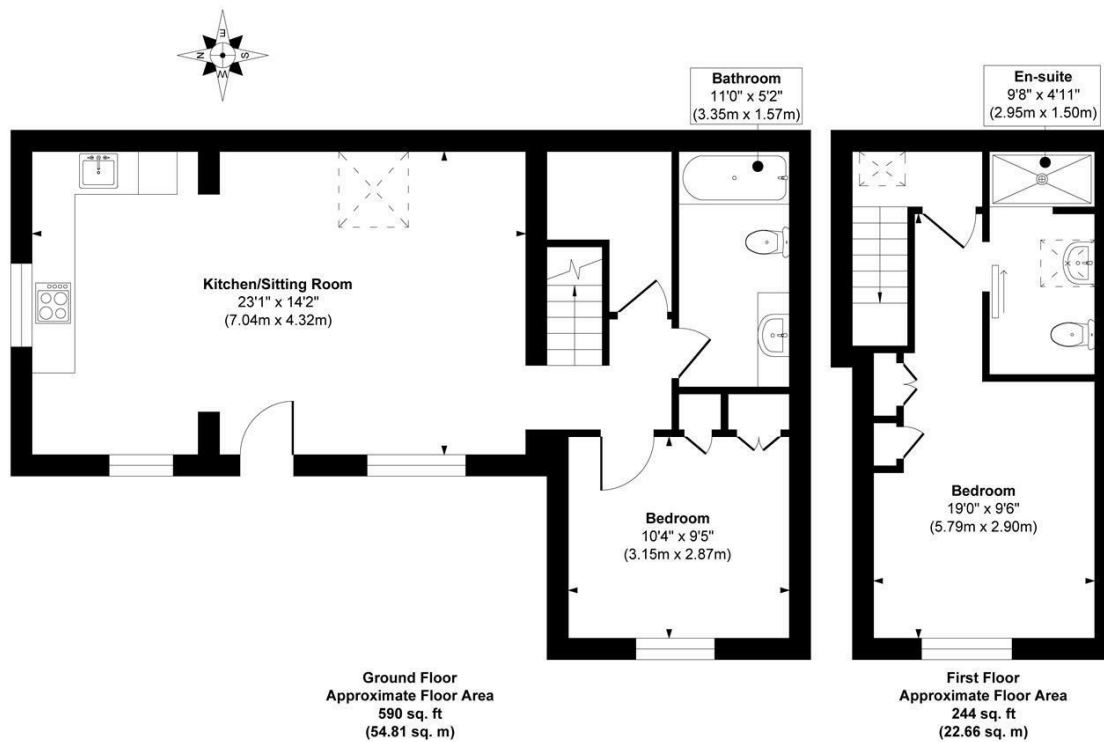 E
N
S
W
Bathroom
11'0" x 5'2"
(3.35m x 1.57m)
En-suite
9'8" x 4'11"
(2.95m x 1.50m)
Kitchen/Sitting Room
23'1" x 14'2"
(7.04m x 4.32m)
Bedroom
10'4" x 9'5"
(3.15m x 2.87m)
Bedroom
19'0" x 9'6"
(5.79m x 2.90m)
Ground Floor
Approximate Floor Area
590 sq. ft
(54.81 sq. m)
First Floor
Approximate Floor Area
244 sq. ft
(22.66 sq. m)